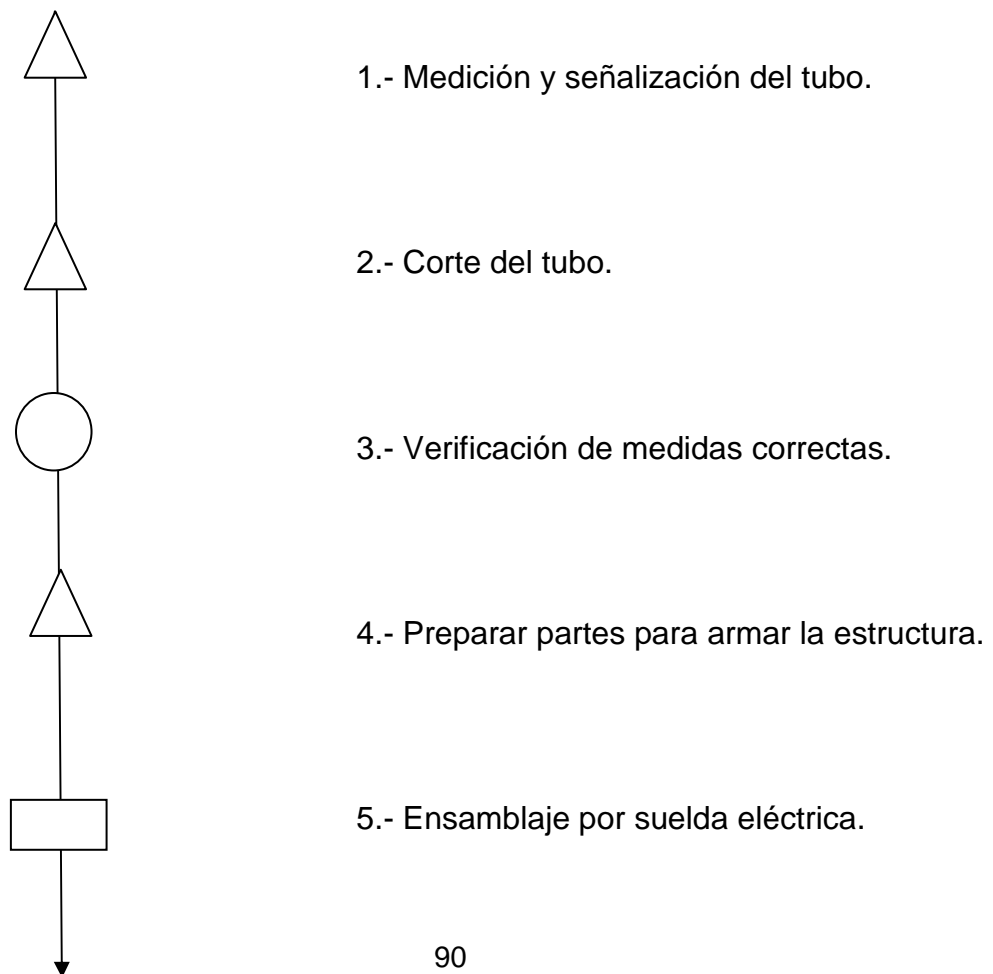 1.- Medición y señalización del tubo.
2.- Corte del tubo.
3.- Verificación de medidas correctas.
4.- Preparar partes para armar la estructura.
5.- Ensamblaje por suelda eléctrica.
90